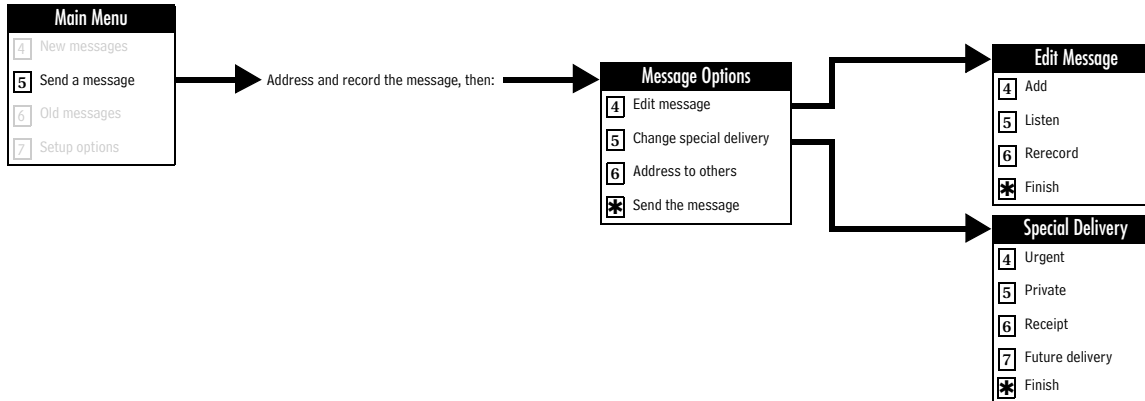 Main Menu
4 New messages
5 Send a message
6 Old messages
7 Setup options
Address and record the message, then:
Message Options
4 Edit message
5 Change special delivery
6 Address to others
* Send the message
Edit Message
4 Add
5 Listen
6 Rerecord
* Finish
Special Delivery
4 Urgent
5 Private
6 Receipt
7 Future delivery
* Finish